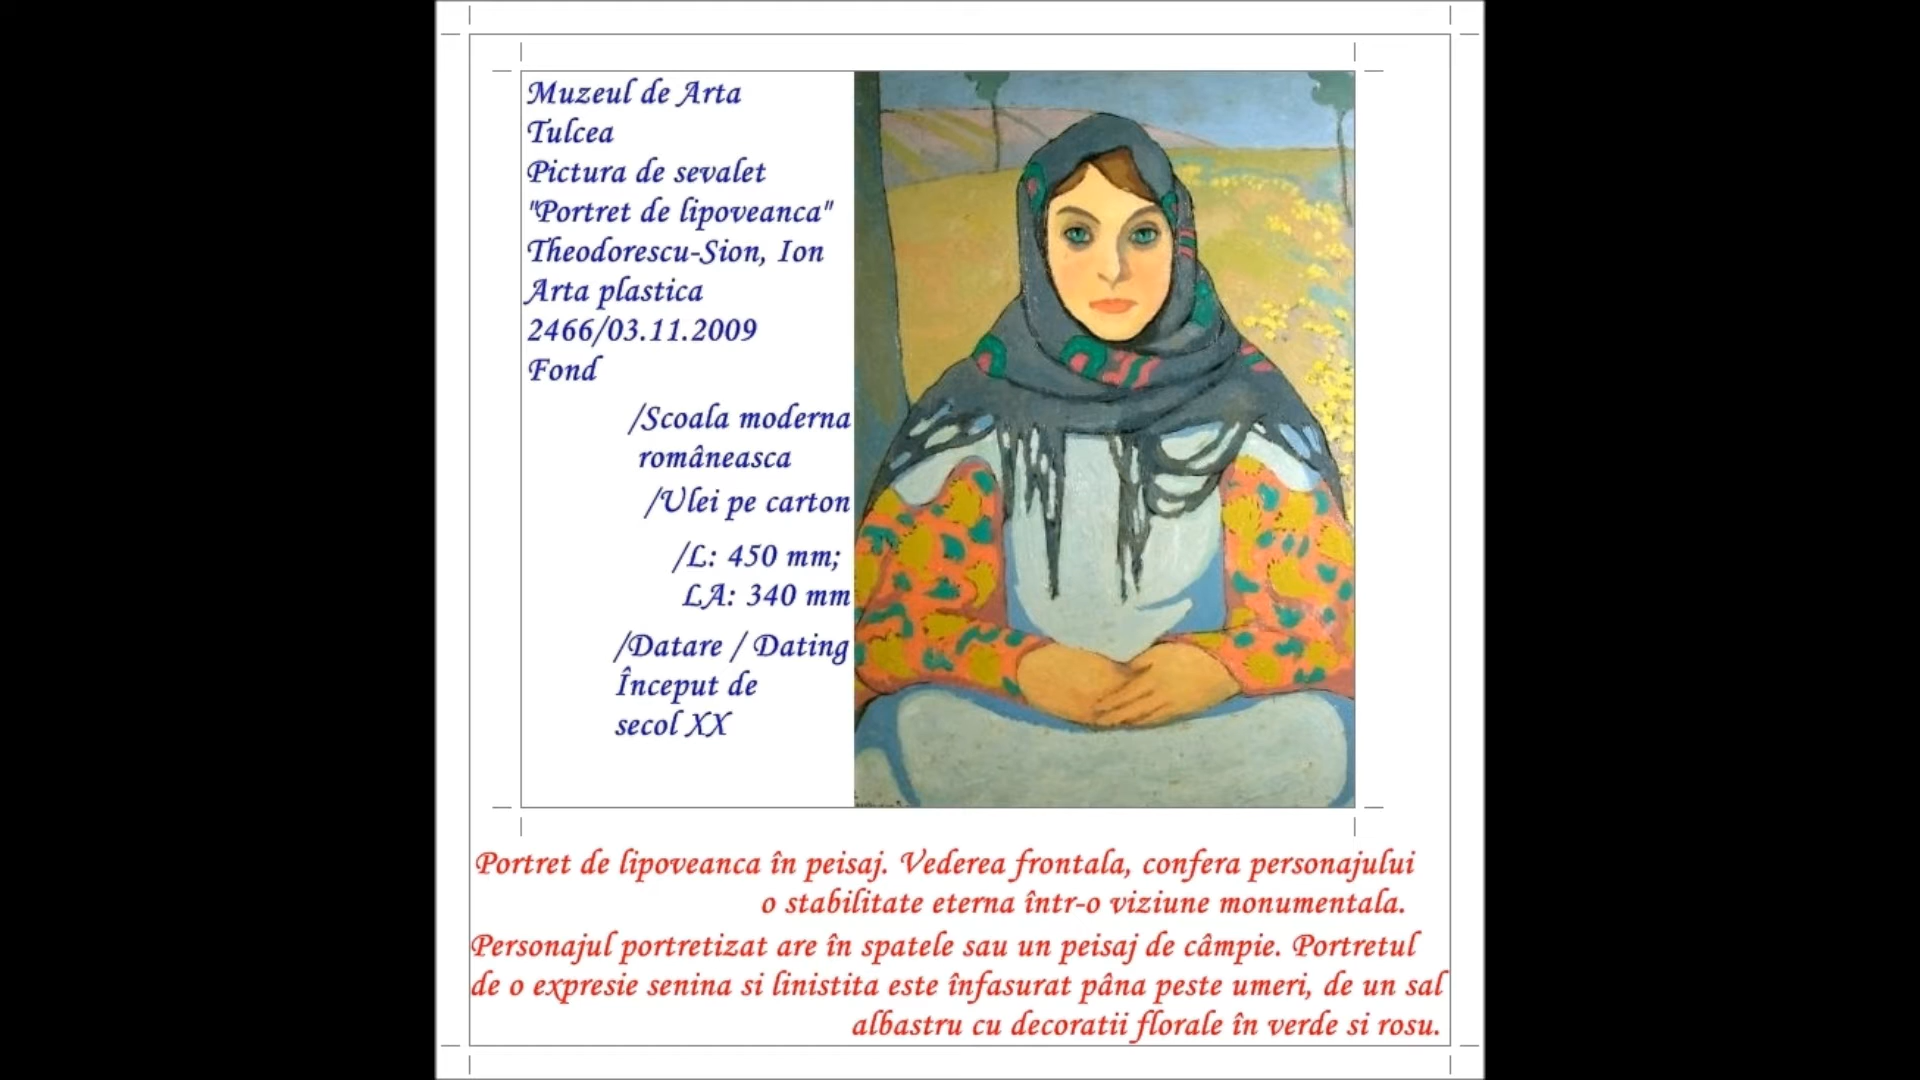 Muzeul de Arta
Tulcea
Pictura de sevalet
"Portret de lipoveanca"
Theodorescu-Sion, Ion
Arta plastica
2466/03.11.2009
Fond
/Scoala moderna
româneasca
/Ulei pe carton
/L: 450 mm;
LA: 340 mm
/Datare / Dating
Început de
secol XX
Portret de lipoveanca în peisaj. Vederea frontala, confera personajului
o stabilitate eterna într-o viziune monumentala.
Personajul portretizat are în spatele sau un peisaj de câmpie. Portretul
de o expresie senina si linistita este înfasurat pâna peste umeri, de un sal
albastru cu decoratii florale în verde si rosu.